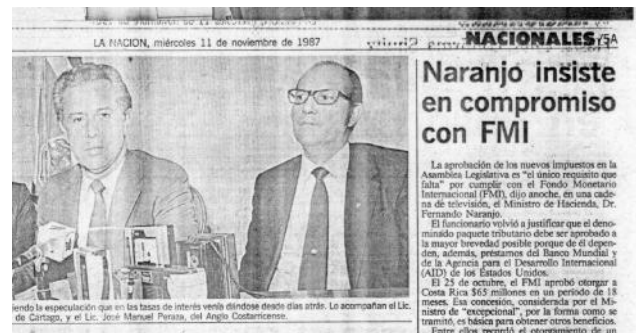 LA NACION, miércoles 11 de noviembre de 1987
NACIONALES/5A
Naranjo insiste
en compromiso
con FMI
La aprobación de los nuevos impuestos en la
Asamblea Legislativa es "el único requisito que
falta" por cumplir con el Fondo Monetario
Internacional (FMI), dijo anoche, en una cade-
na de televisión, el Ministro de Hacienda, Dr.
Fernando Naranjo.
El funcionario volvió a justificar que el deno-
minado paquete tributario debe ser aprobado a
la mayor brevedad posible porque de él depen-
den, además, préstamos del Banco Mundial y
de la Agencia para el Desarrollo Internacional
(AID) de los Estados Unidos.
El 25 de octubre, el FMI aprobó otorgar a
Costa Rica $65 millones en un período de 18
meses. Esa concesión, considerada por el Mi-
nistro de "excepcional", por la forma como se
tramitó, es básica para obtener otros beneficios.
Entre ellos recordó el otorgamiento de un
iendo la especulación que en las tasas de interés venía dándose desde días atrás. Lo acompañan el Lic.
de Cartago, y el Lic. José Manuel Peraza, del Anglo Costarricense.